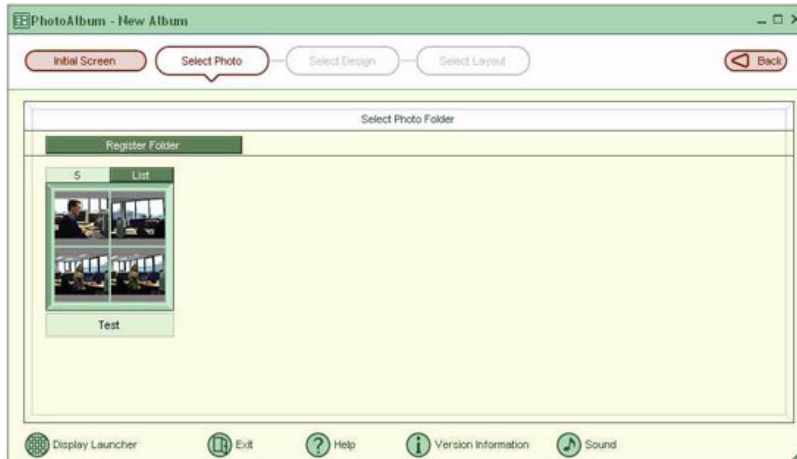 PhotoAlbum - New Album
Initial Screen Select Photo Select Design Select Layout Back
Select Photo Folder
Register Folder
5 List
Test
Display Launcher Exit Help Version Information Sound